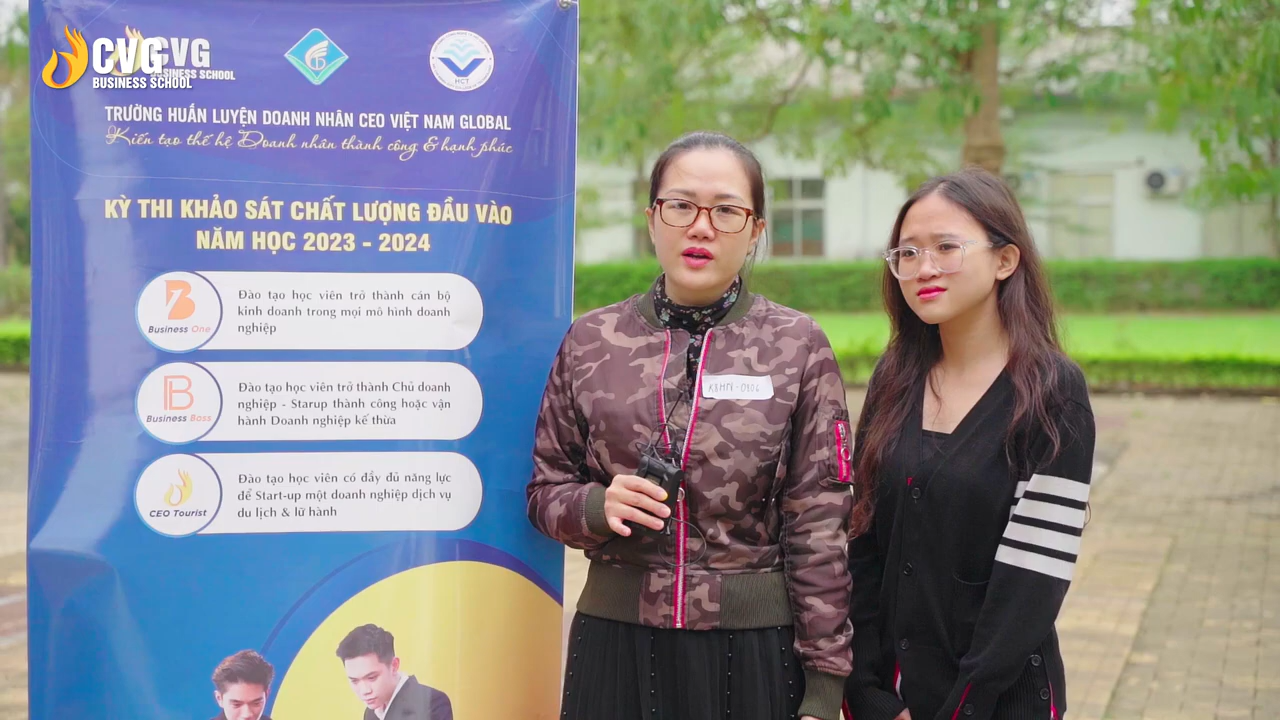 CVG
BUSINESS SCHOOL
CVG
BUSINESS SCHOOL
HCT
TRƯỜNG HUẤN LUYỆN DOANH NHÂN CEO VIỆT NAM GLOBAL
Kiến tạo thế hệ Doanh nhân thành công & hạnh phúc
KỲ THI KHẢO SÁT CHẤT LƯỢNG ĐẦU VÀO
NĂM HỌC 2023 - 2024
Business One
Đào tạo học viên trở thành cán bộ
kinh doanh trong mọi mô hình doanh
nghiệp
Business Boss
Đào tạo học viên trở thành Chủ doanh
nghiệp - Starup thành công hoặc vận
hành Doanh nghiệp kế thừa
CEO Tourist
Đào tạo học viên có đầy đủ năng lực
để Start-up một doanh nghiệp dịch vụ
du lịch & lữ hành